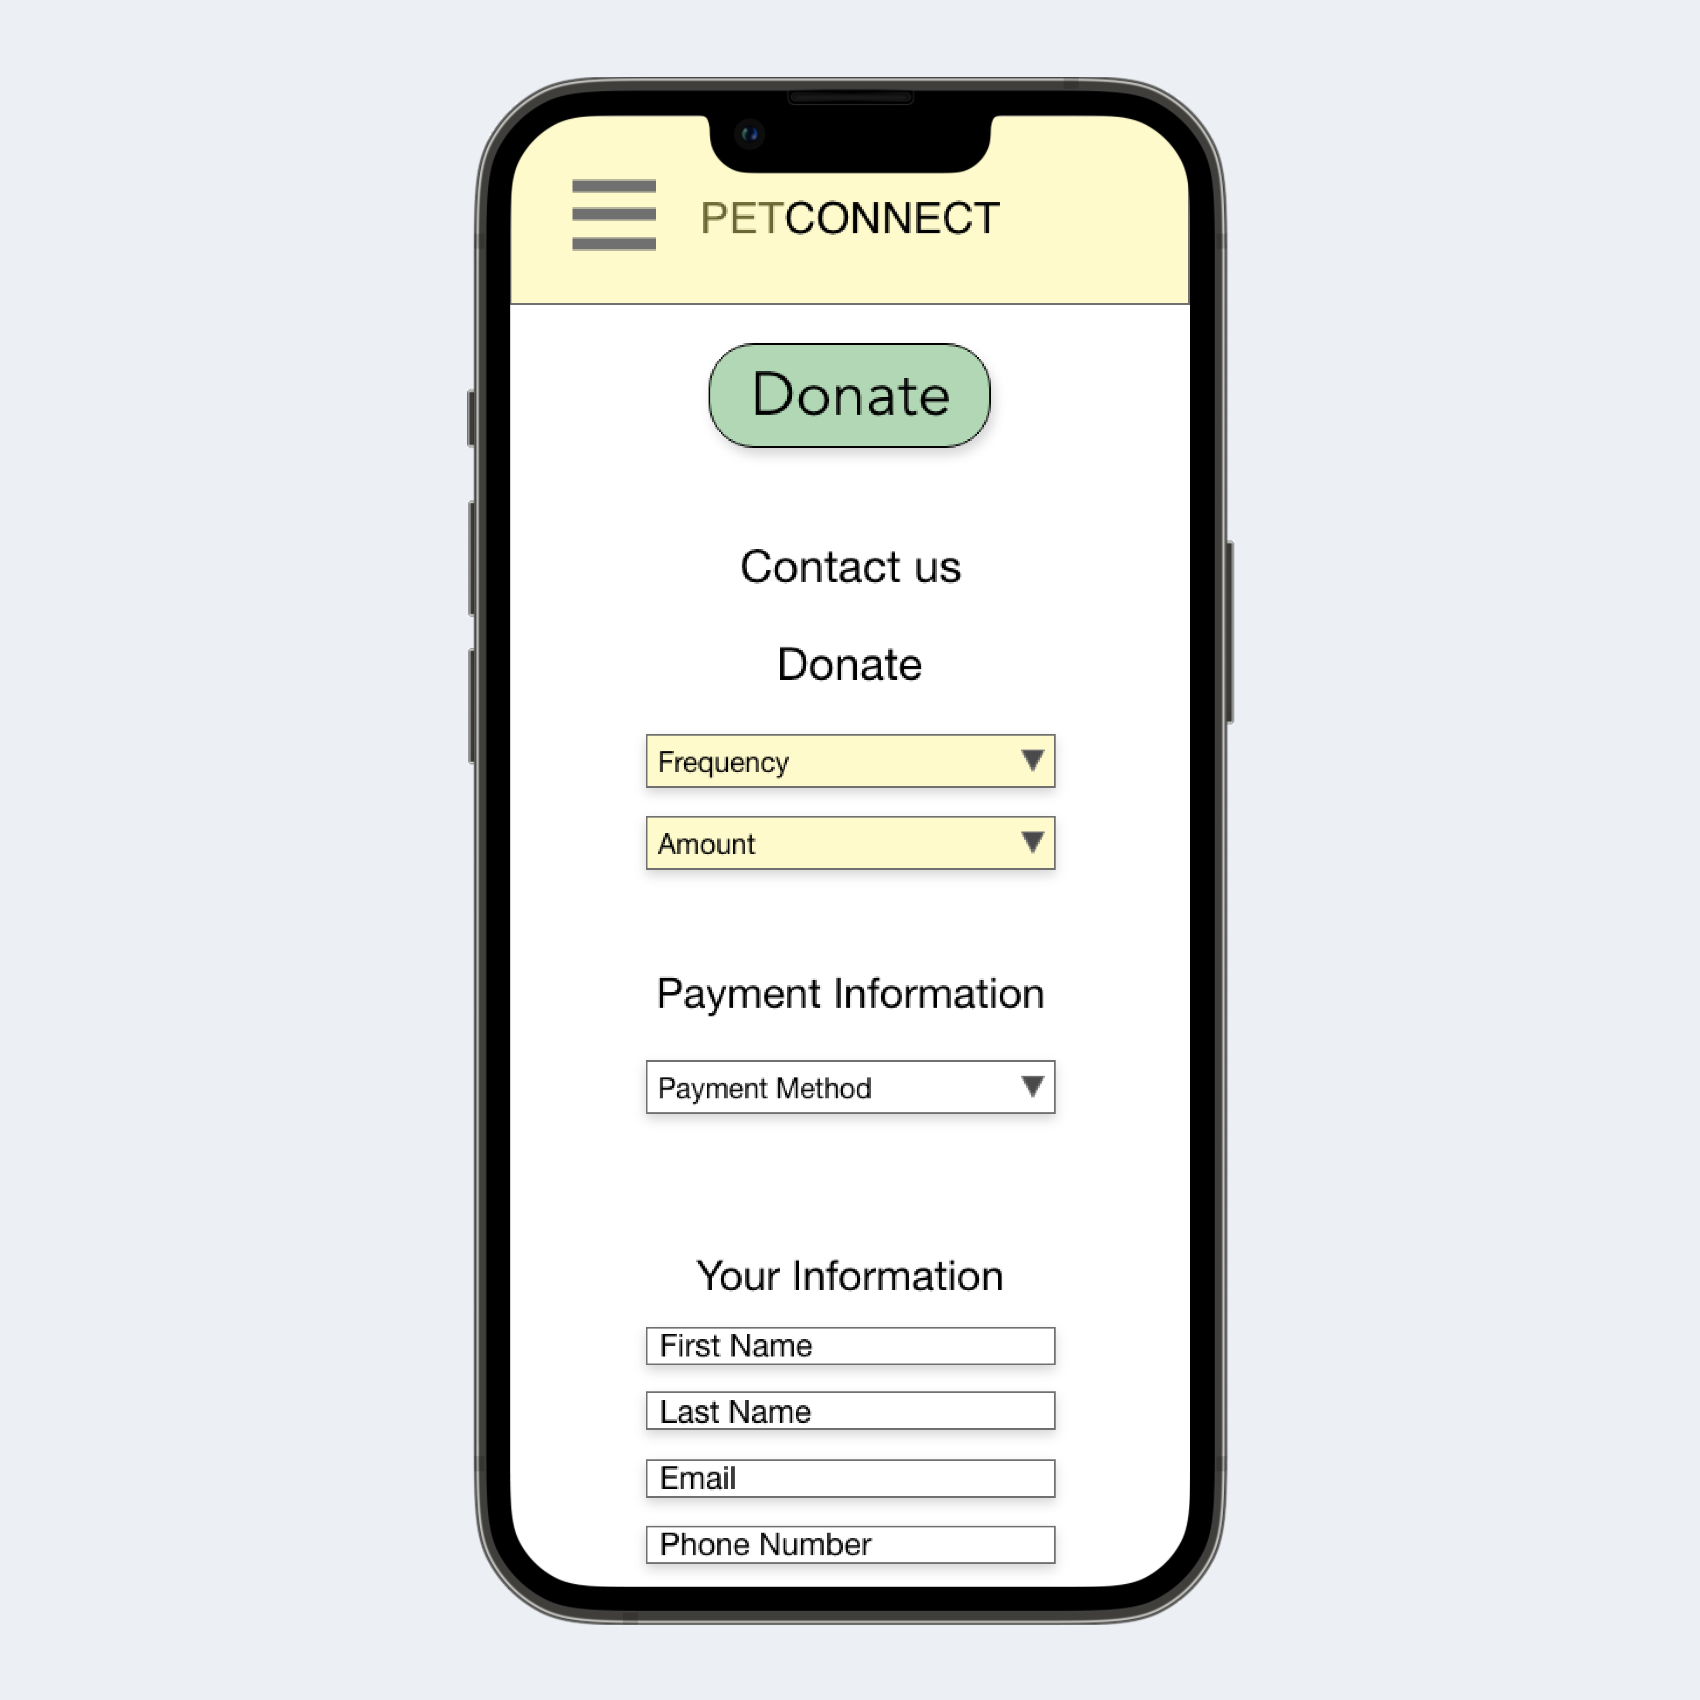 PETCONNECT
Donate
Contact us
Donate
Frequency
Amount
Payment Information
Payment Method
Your Information
First Name
Last Name
Email
Phone Number